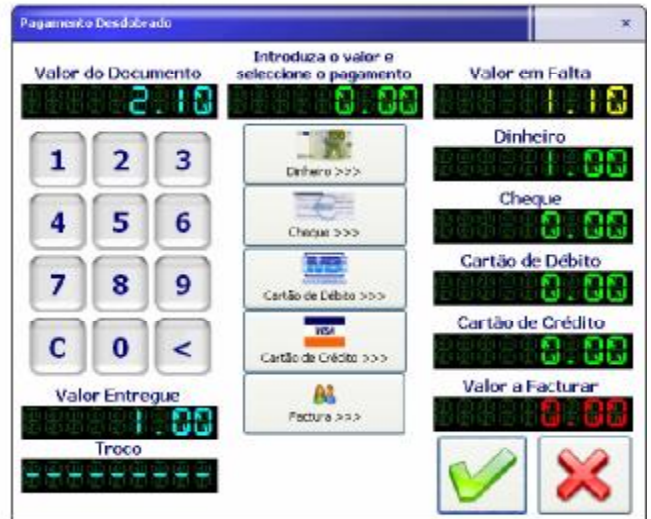 Pagamento Desdobrado
x
Valor do Documento
2.10
Introduza o valor e
seleccione o pagamento
0.00
Valor em Falta
1.10
1 2 3
4 5 6
7 8 9
C 0 <
Valor Entregue
1.00
Troco
---------
Dinheiro >>>
Cheque >>>
MB
Cartão de Débito >>>
VISA
Cartão de Crédito >>>
Factura >>>
Dinheiro
1.00
Cheque
0.00
Cartão de Débito
0.00
Cartão de Crédito
0.00
Valor a Facturar
0.00